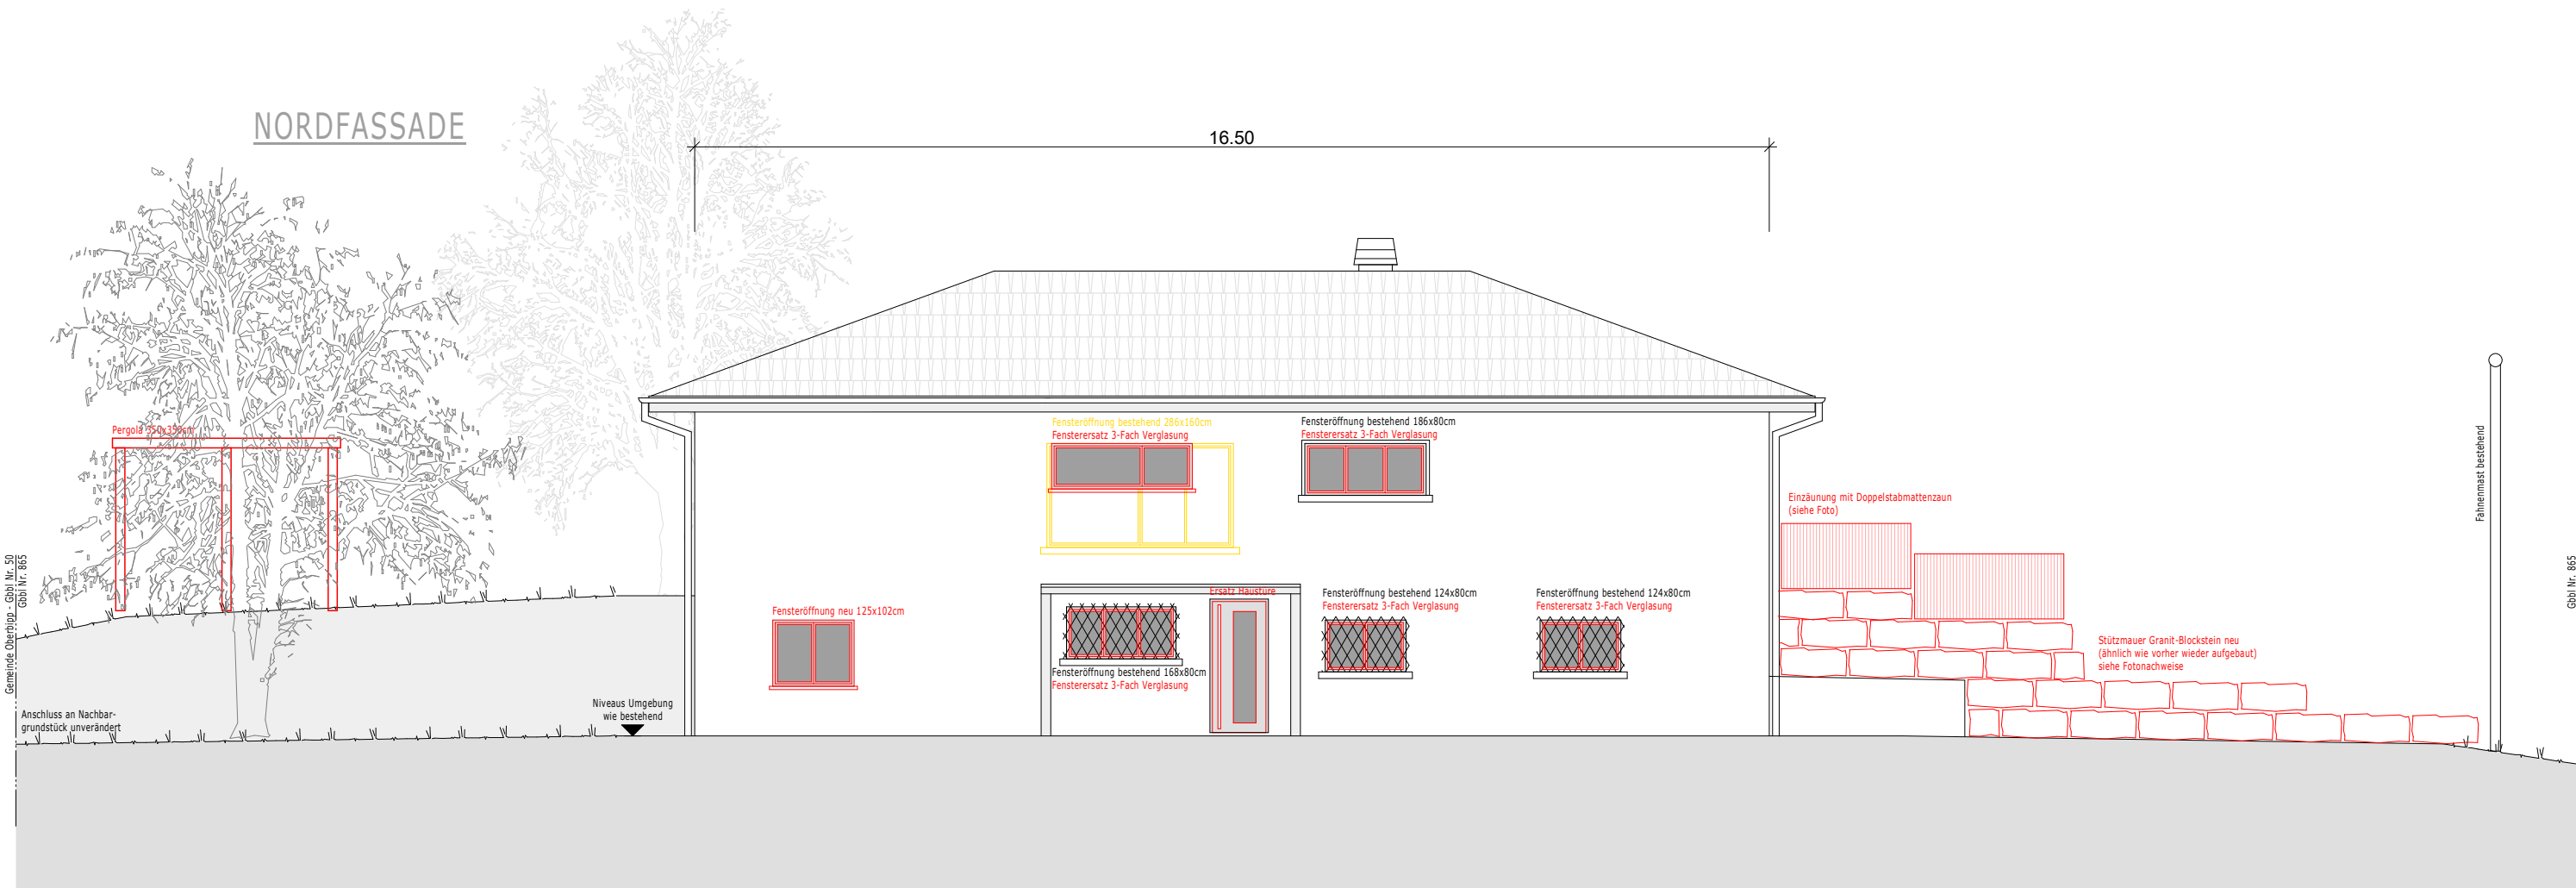 NORDFASSADE
16.50
Pergola 350x350cm
Fensteröffnung bestehend 286x160cm
Fensterersatz 3-Fach Verglasung
Fensteröffnung bestehend 186x80cm
Fensterersatz 3-Fach Verglasung
Einzäunung mit Doppelstabmattenzaun
(siehe Foto)
Fahnenmast bestehend
Gemeinde Oberbipp - Gbbl Nr. 50
Gbbl Nr. 865
Gbbl Nr. 865
Fensteröffnung neu 125x102cm
Ersatz Haustüre
Fensteröffnung bestehend 124x80cm
Fensterersatz 3-Fach Verglasung
Fensteröffnung bestehend 124x80cm
Fensterersatz 3-Fach Verglasung
Stützmauer Granit-Blockstein neu
(ähnlich wie vorher wieder aufgebaut)
siehe Fotonachweise
Fensteröffnung bestehend 168x80cm
Fensterersatz 3-Fach Verglasung
Niveaus Umgebung
wie bestehend
Anschluss an Nachbar-
grundstück unverändert